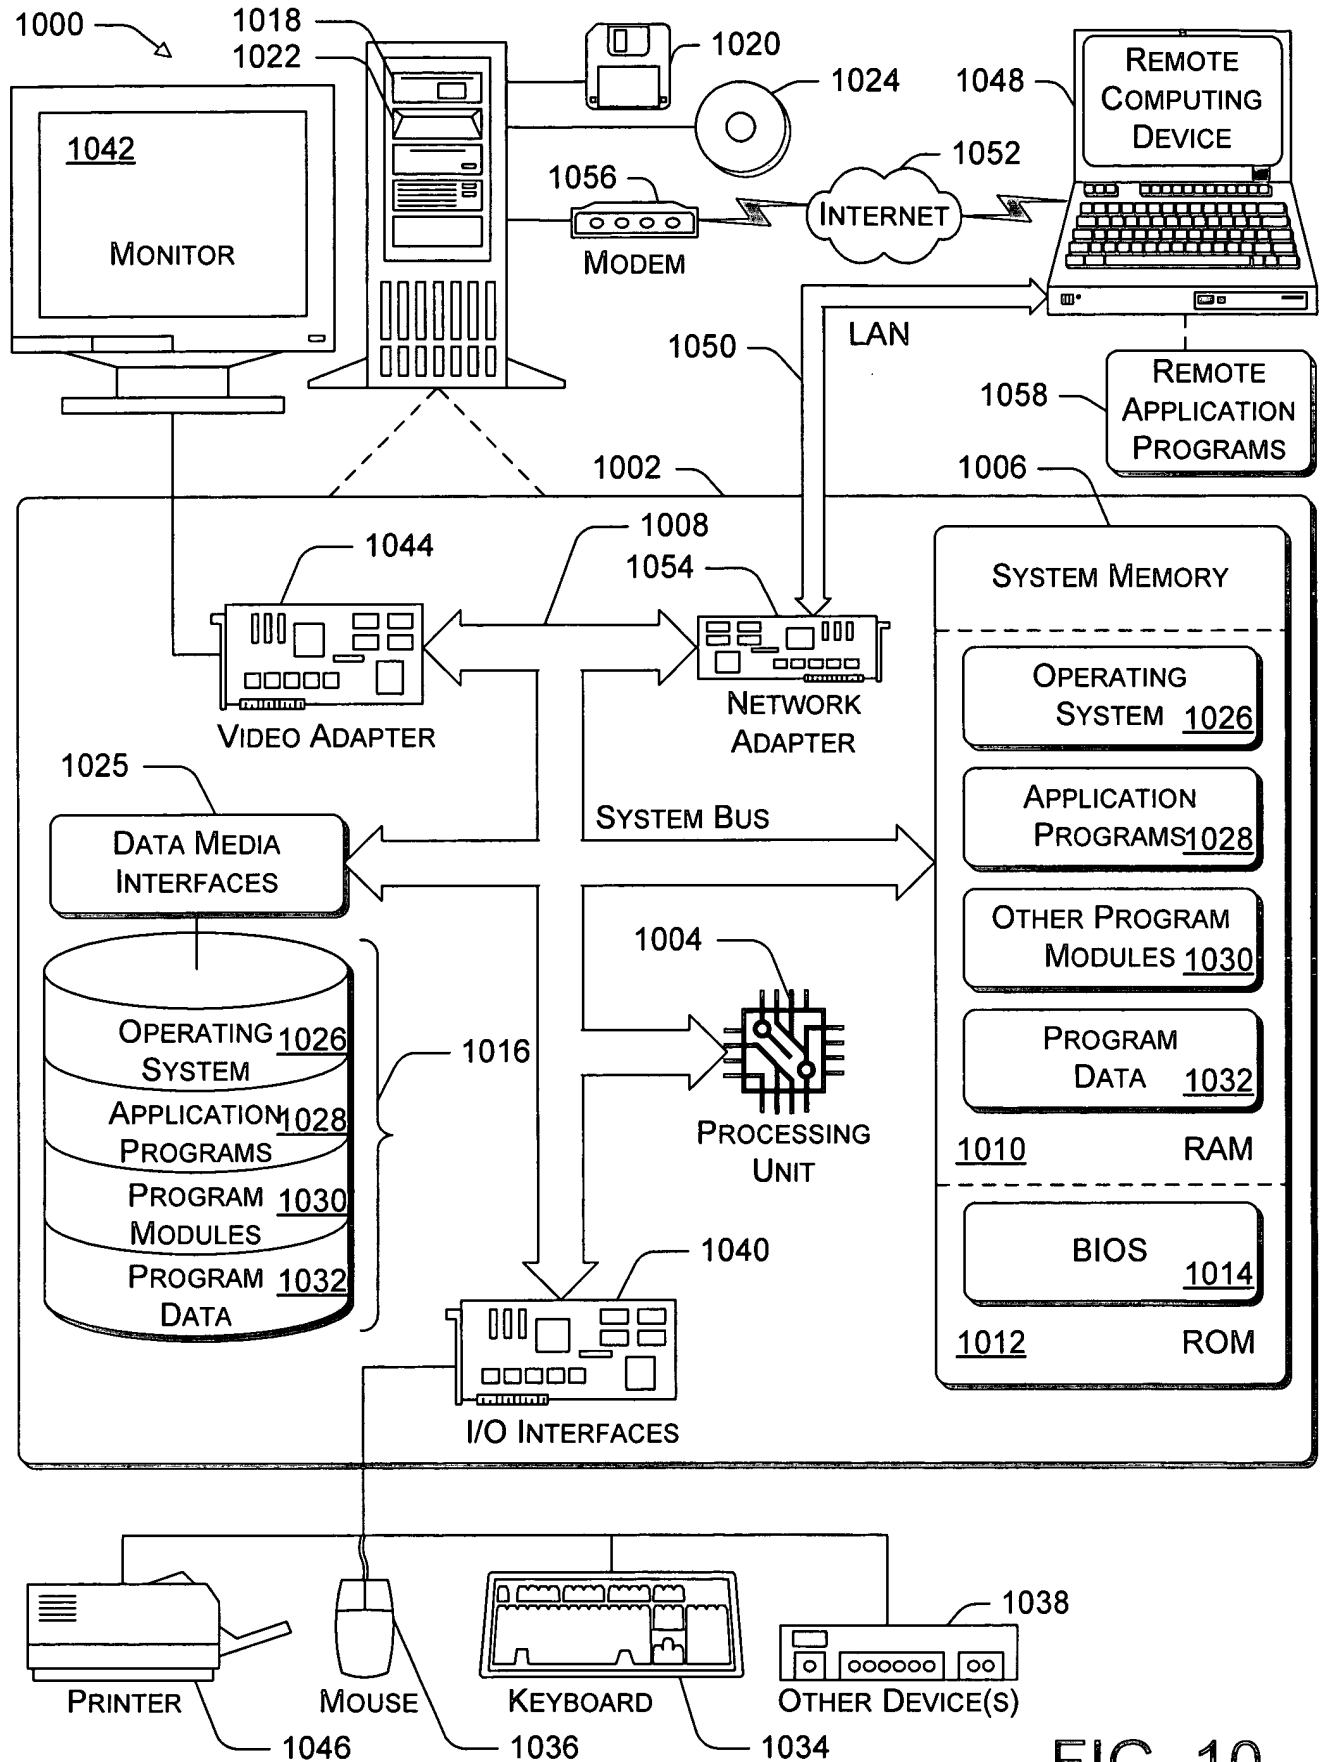 1000
1018
1022
1020
1024
1048
REMOTE
COMPUTING
DEVICE
1042
MONITOR
1056
MODEM
1052
INTERNET
LAN
1050
1058
REMOTE
APPLICATION
PROGRAMS
1002
1006
1008
1044
1054
VIDEO ADAPTER
NETWORK
ADAPTER
SYSTEM MEMORY
OPERATING
SYSTEM 1026
APPLICATION
PROGRAMS 1028
OTHER PROGRAM
MODULES 1030
PROGRAM
DATA 1032
1010 RAM
BIOS
1014
1012 ROM
1025
DATA MEDIA
INTERFACES
SYSTEM BUS
1004
PROCESSING
UNIT
OPERATING 1026
SYSTEM
APPLICATION 1028
PROGRAMS
PROGRAM 1030
MODULES
PROGRAM 1032
DATA
1016
1040
I/O INTERFACES
PRINTER
1046
MOUSE
1036
KEYBOARD
1034
1038
OTHER DEVICE(S)
FIG. 10